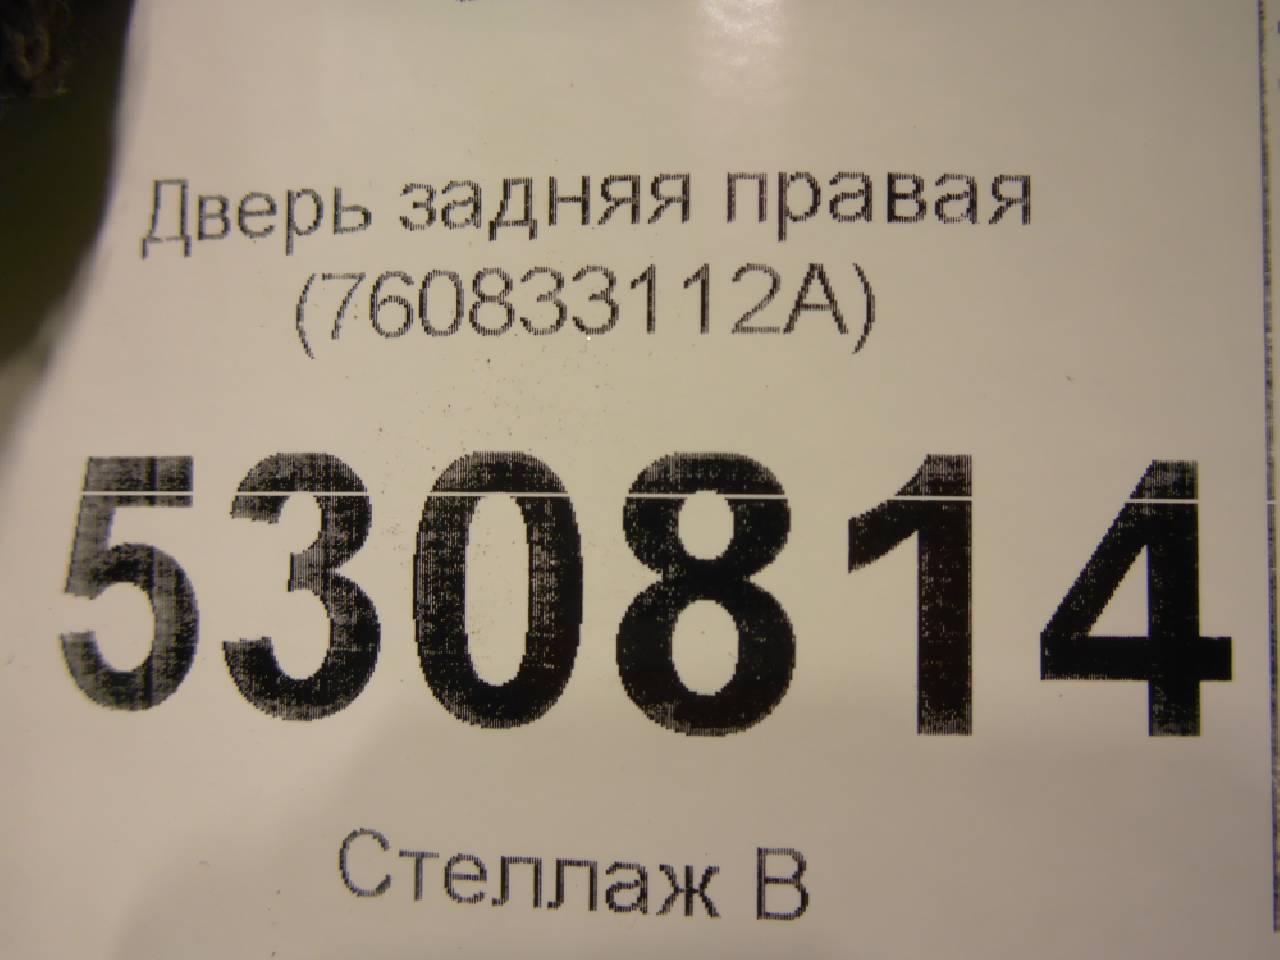 Дверь задняя правая
(760833112A)
530814
Стеллаж В